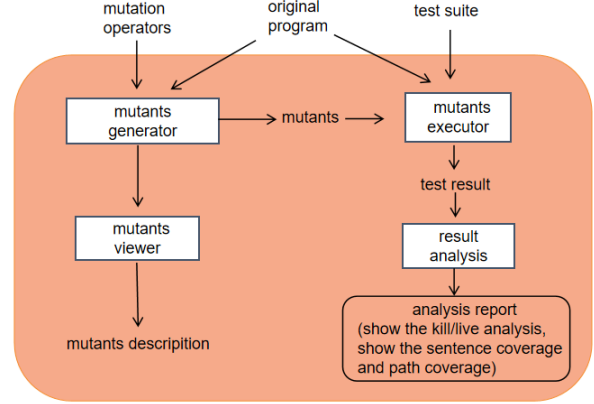 mutation
operators
original
program
test suite
mutants
generator
mutants
mutants
executor
test result
mutants
viewer
result
analysis
mutants descripition
analysis report
(show the kill/live analysis,
show the sentence coverage
and path coverage)